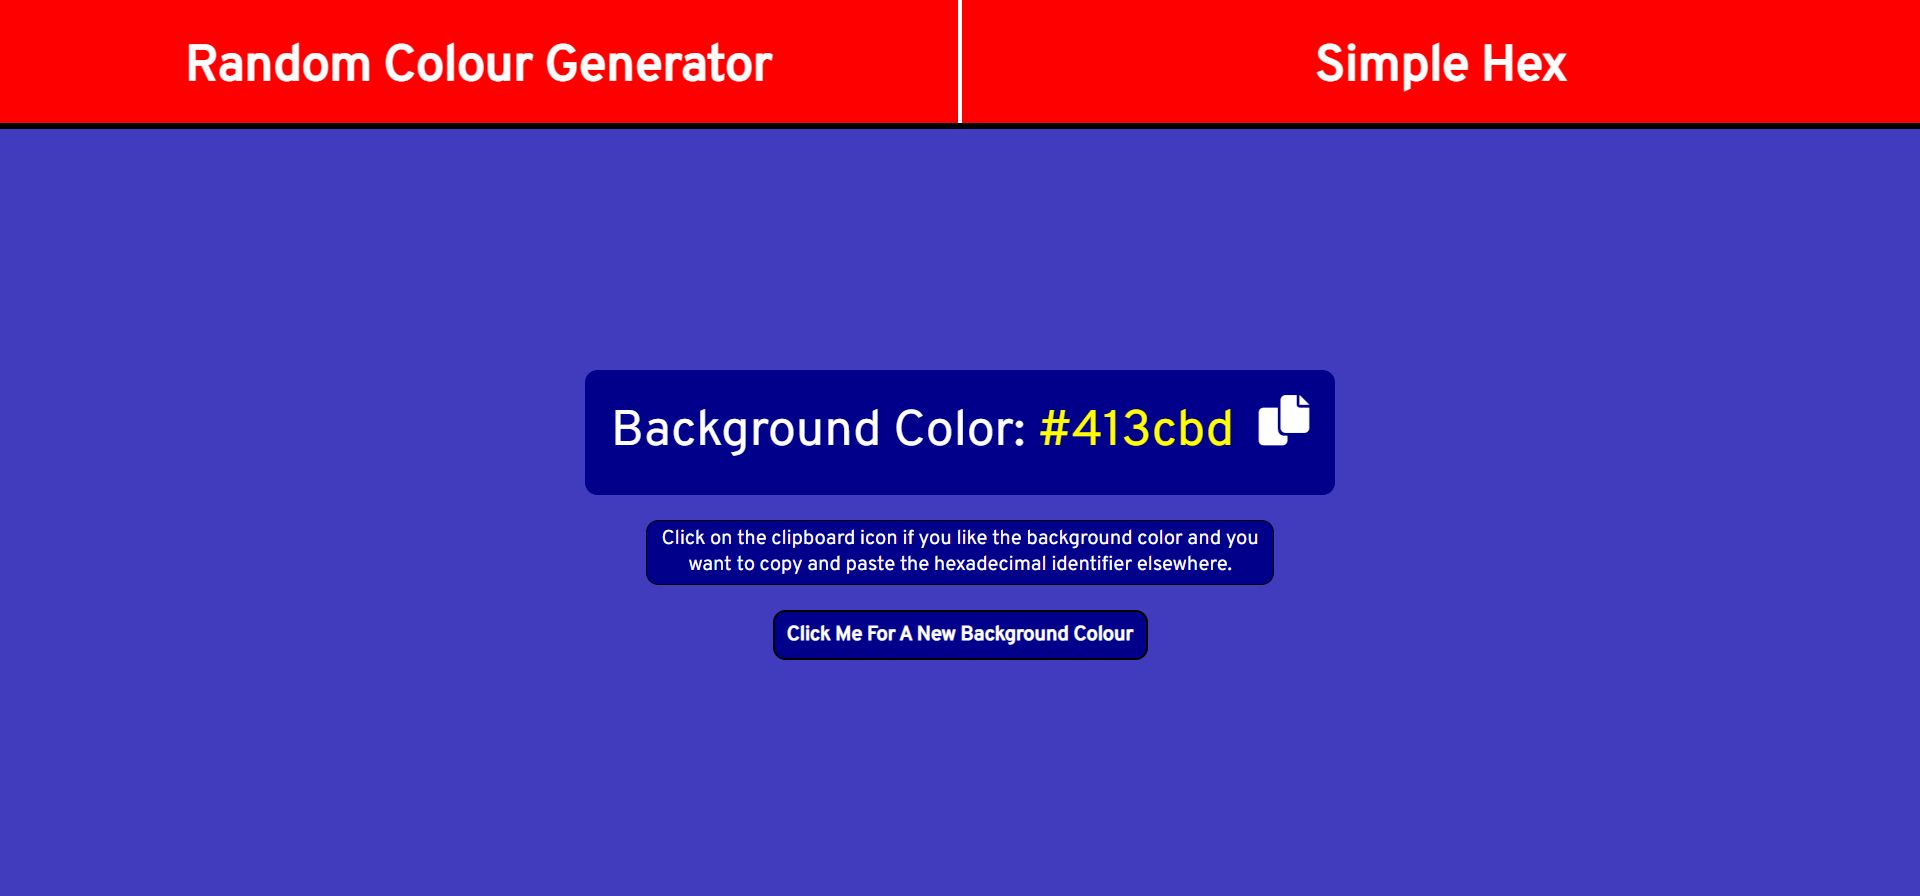 Random Colour Generator
Simple Hex
Background Color: #413cbd
Click on the clipboard icon if you like the background color and you
want to copy and paste the hexadecimal identifier elsewhere.
Click Me For A New Background Colour